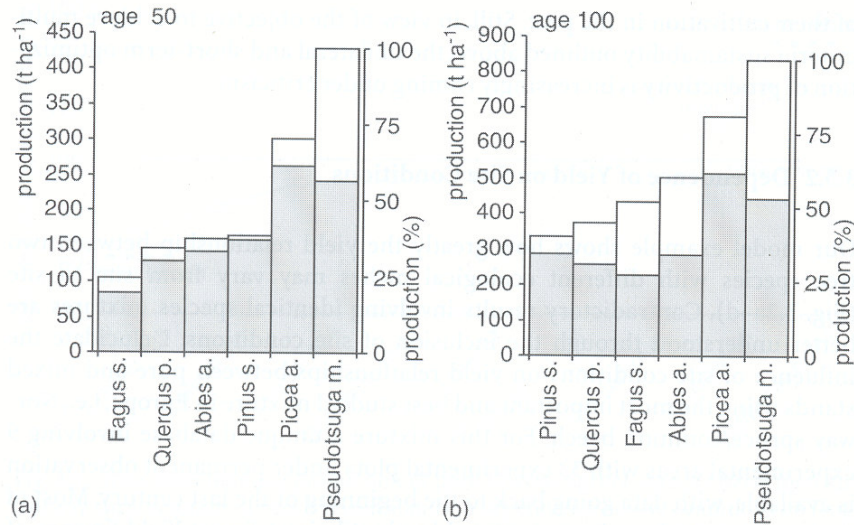 age 50
production (t ha⁻¹)
450
400
350
300
250
200
150
100
50
0
100
75
50
25
0
production (%)
Fagus s.
Quercus p.
Abies a.
Pinus s.
Picea a.
Pseudotsuga m.
(a)
age 100
production (t ha⁻¹)
900
800
700
600
500
400
300
200
100
0
100
75
50
25
0
production (%)
Pinus s.
Quercus p.
Fagus s.
Abies a.
Picea a.
Pseudotsuga m.
(b)